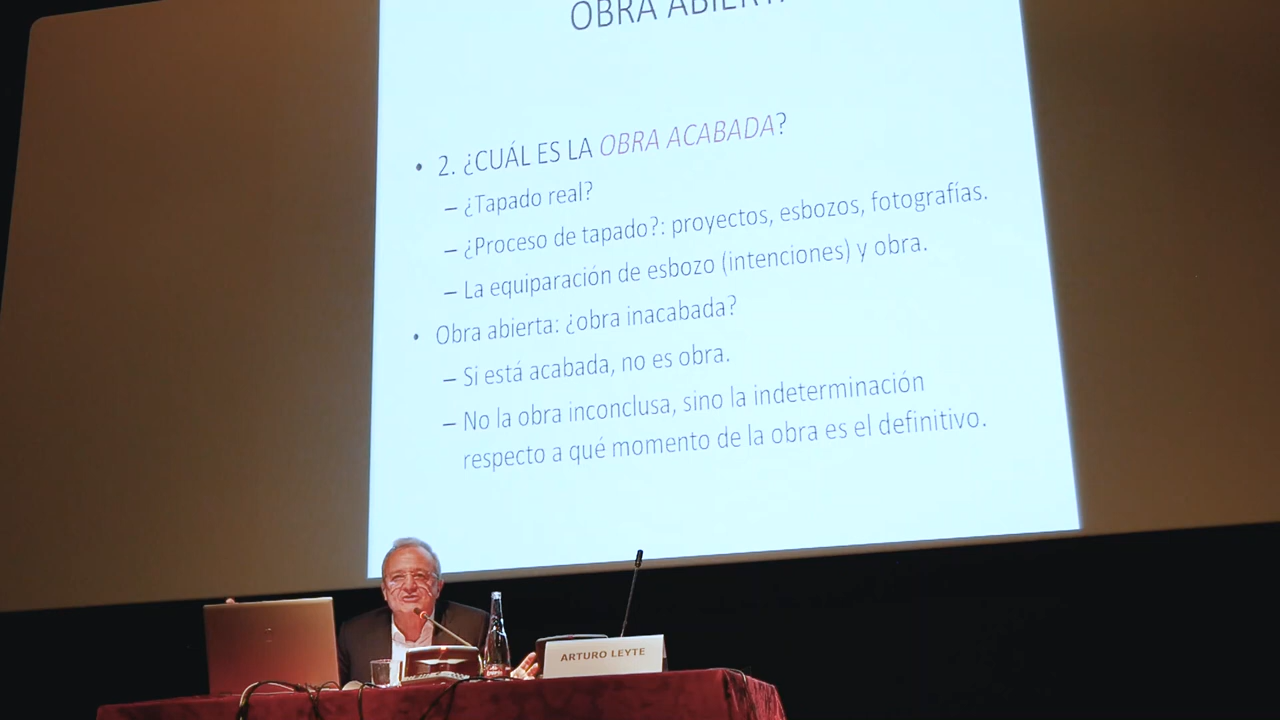 OBRA ABIERTA
• 2. ¿CUÁL ES LA OBRA ACABADA?
– ¿Tapado real?
– ¿Proceso de tapado?: proyectos, esbozos, fotografías.
– La equiparación de esbozo (intenciones) y obra.
• Obra abierta: ¿obra inacabada?
– Si está acabada, no es obra.
– No la obra inconclusa, sino la indeterminación
respecto a qué momento de la obra es el definitivo.
ARTURO LEYTE